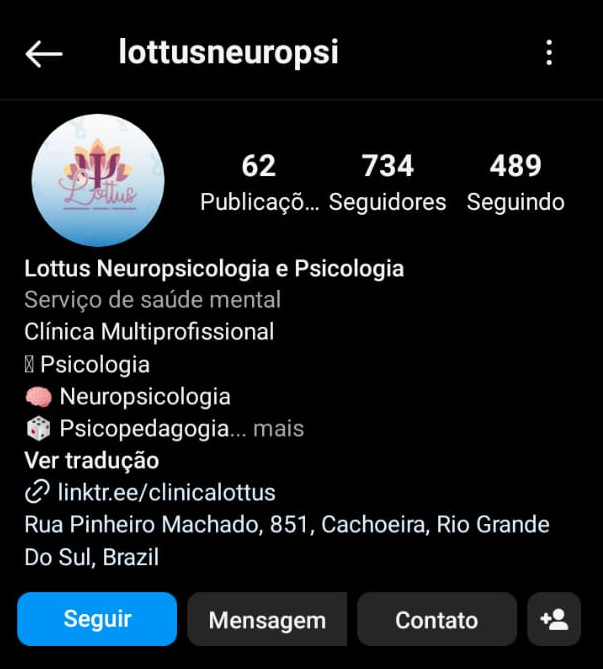 lottusneuropsi
Lottus
62 734 489
Publicaçõ... Seguidores Seguindo
Lottus Neuropsicologia e Psicologia
Serviço de saúde mental
Clínica Multiprofissional
Psicologia
🧠 Neuropsicologia
🎲 Psicopedagogia... mais
Ver tradução
linktr.ee/clinicalottus
Rua Pinheiro Machado, 851, Cachoeira, Rio Grande
Do Sul, Brazil
Seguir Mensagem Contato